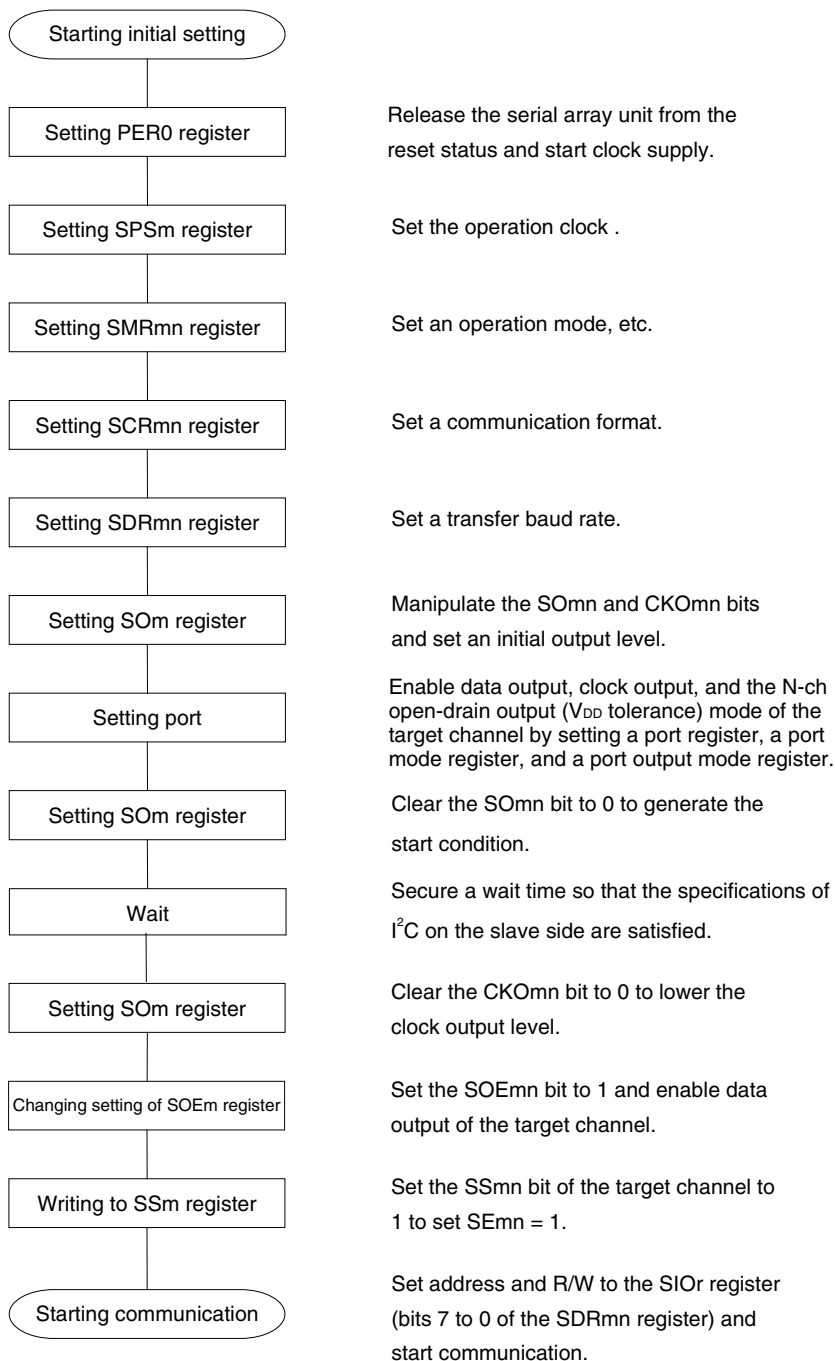 Starting initial setting
Setting PER0 register
Release the serial array unit from the
reset status and start clock supply.
Setting SPSm register
Set the operation clock .
Setting SMRmn register
Set an operation mode, etc.
Setting SCRmn register
Set a communication format.
Setting SDRmn register
Set a transfer baud rate.
Setting SOm register
Manipulate the SOmn and CKOmn bits
and set an initial output level.
Setting port
Enable data output, clock output, and the N-ch
open-drain output (VDD tolerance) mode of the
target channel by setting a port register, a port
mode register, and a port output mode register.
Setting SOm register
Clear the SOmn bit to 0 to generate the
start condition.
Wait
Secure a wait time so that the specifications of
I²C on the slave side are satisfied.
Setting SOm register
Clear the CKOmn bit to 0 to lower the
clock output level.
Changing setting of SOEm register
Set the SOEmn bit to 1 and enable data
output of the target channel.
Writing to SSm register
Set the SSmn bit of the target channel to
1 to set SEmn = 1.
Starting communication
Set address and R/W to the SIOr register
(bits 7 to 0 of the SDRmn register) and
start communication.